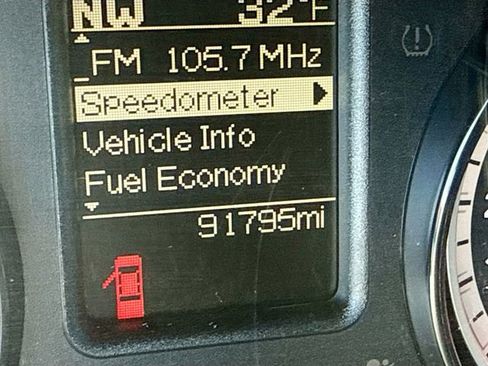 NW 32°F
FM 105.7 MHz
Speedometer
Vehicle Info
Fuel Economy
91795mi